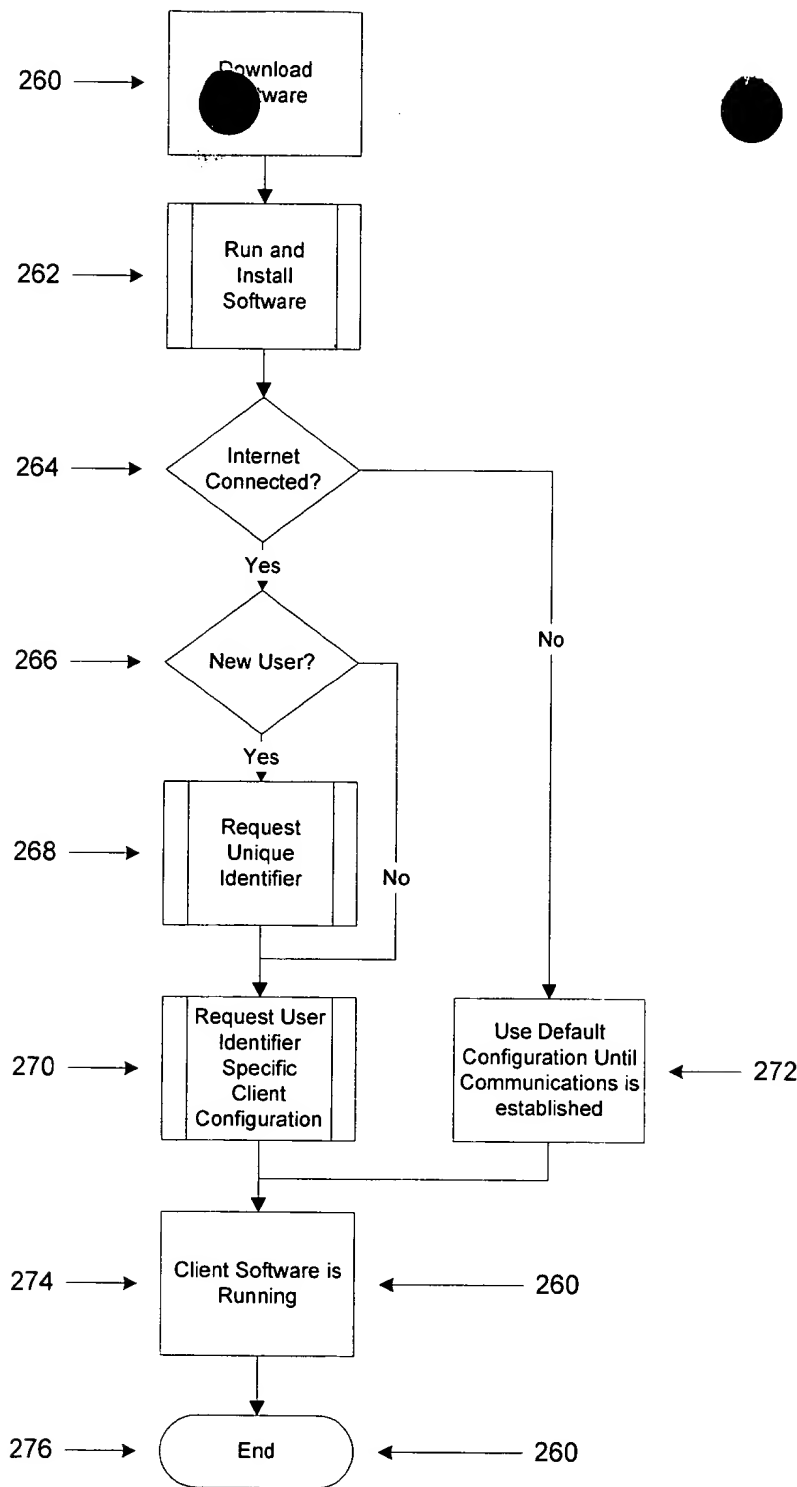 260
Download
262
Run and
Install
Software
264
Internet
Connected?
Yes
No
266
New User?
Yes
No
268
Request
Unique
Identifier
270
Request User
Identifier
Specific
Client
Configuration
Use Default
Configuration Until
Communications is
established
272
274
Client Software is
Running
260
276
End
260